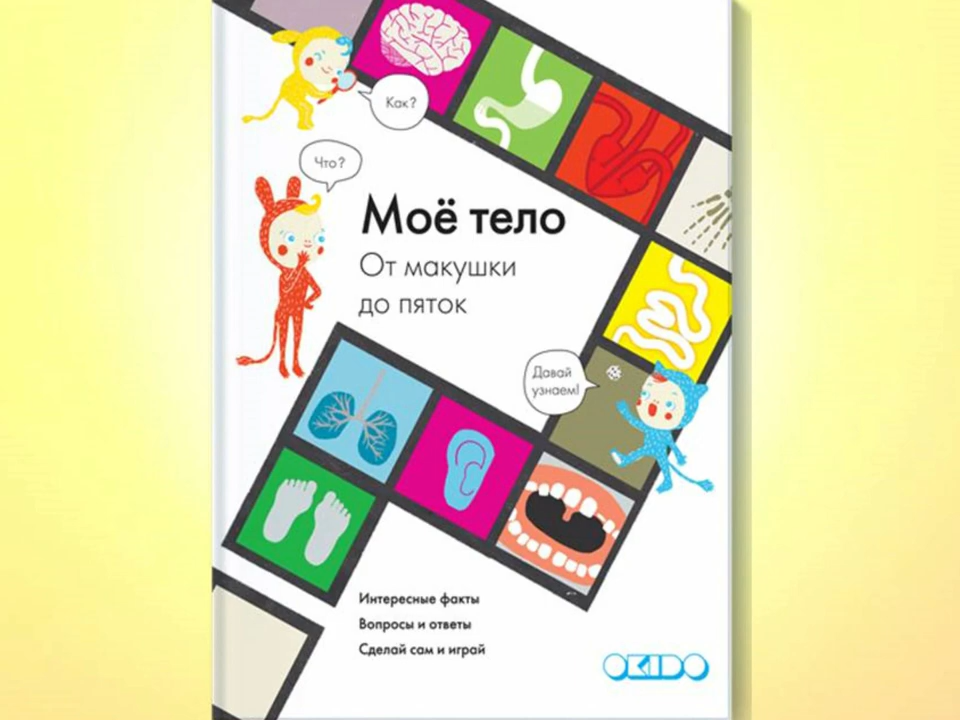 Как?
Что?
Моё тело
От макушки
до пяток
Давай
узнаем!
Интересные факты
Вопросы и ответы
Сделай сам и играй
OKIDO